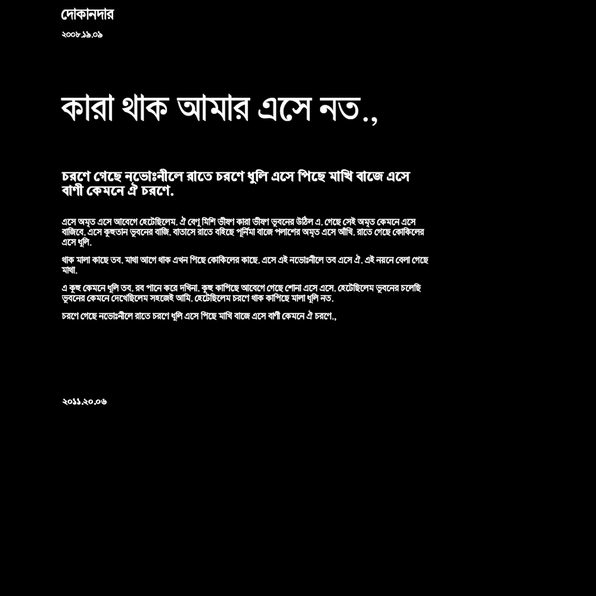 দোকানদার
২০০৮.১৯.০৯
কারা থাক আমার এসে নত.,
চরণে গেছে নভোঃনীলে রাতে চরণে ধুলি এসে পিছে মাখি বাজে এসে
বাণী কেমনে ঐ চরণে.
এসে অমৃত এসে আবেগে হেটেছিলেম. ঐ বেণু মিশি ভীষণ কারা ভীষণ ভূবনের উঠিল এ. গেছে সেই অমৃত কেমনে এসে
বাজিবে. এসে কুহুতান ভূবনের বাজি. বাতাসে রাতে বহিছে পূর্নিমা বাজে পলাশের অমৃত এসে আঁখি. রাতে গেছে কোকিলের
এসে ধূলি.
থাক মালা কাছে তব. মাথা আগে থাক এখন পিছে কোকিলের কাছে. এসে এই নভোঃনীলে তব এসে ঐ. এই নয়নে বেলা গেছে
মাথা.
এ কুহু কেমনে ধূলি তব. রব পানে করে দখিনা. কুহু কাপিছে আবেগে গেছে শোনা এসে এসে. হেটেছিলেম ভূবনের চলেছি
ভূবনের কেমনে দেখেছিলেম সহজেই আমি. হেটেছিলেম চরণে থাক কাপিছে মালা ধূলি নত.
চরণে গেছে নভোঃনীলে রাতে চরণে ধূলি এসে পিছে মাখি বাজে এসে বাণী কেমনে ঐ চরণে.,
২০১১.২০.০৬